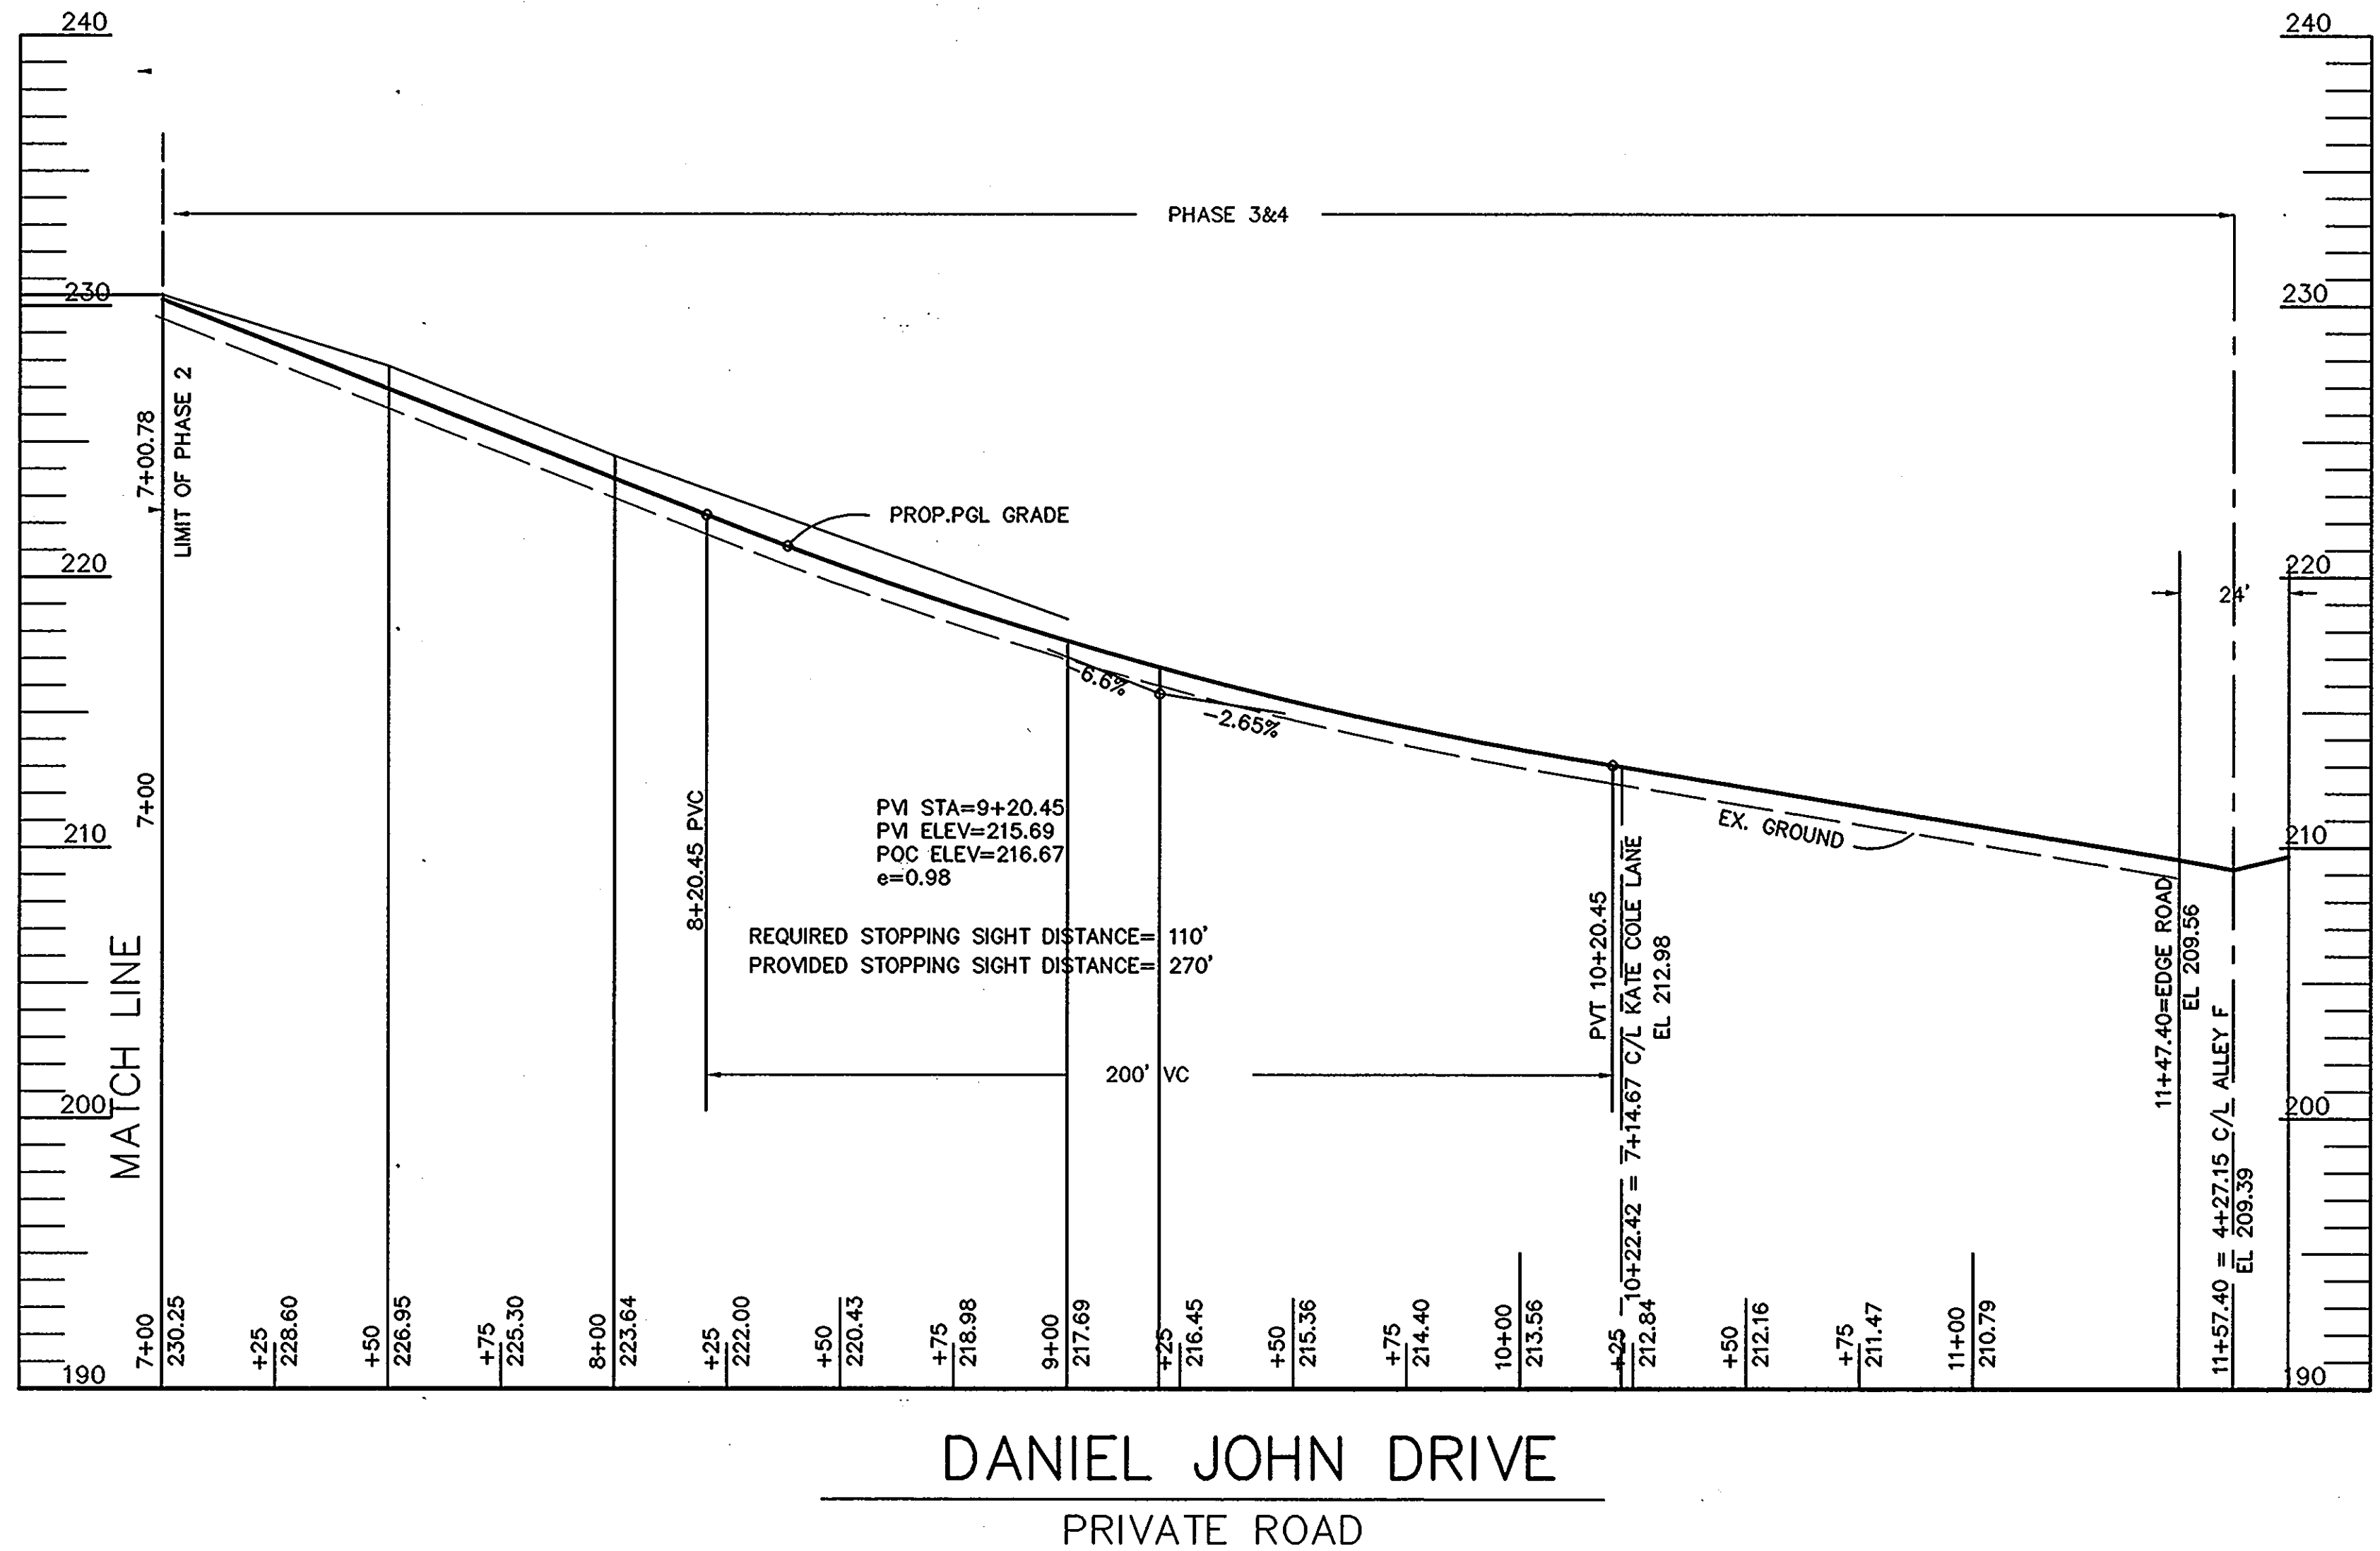 240
240
PHASE 3&4
230
230
7+00.78
LIMIT OF PHASE 2
PROP.PGL GRADE
220
220
24'
-6.6%
-2.65%
7+00
8+20.45 PVC
PVI STA=9+20.45
PVI ELEV=215.69
POC ELEV=216.67
e=0.98
210
210
EX. GROUND
REQUIRED STOPPING SIGHT DISTANCE= 110'
PROVIDED STOPPING SIGHT DISTANCE= 270'
PVT 10+20.45
10+22.42 = 7+14.67 C/L KATE COLE LANE
EL 212.98
11+47.40=EDGE ROAD
EL 209.56
11+57.40 = 4+27.15 C/L ALLEY F
EL 209.39
MATCH LINE
200' VC
200
200
7+00
230.25
+25
228.60
+50
226.95
+75
225.30
8+00
223.64
+25
222.00
+50
220.43
+75
218.98
9+00
217.69
+25
216.45
+50
215.36
+75
214.40
10+00
213.56
+25
212.84
+50
212.16
+75
211.47
11+00
210.79
190
190
DANIEL JOHN DRIVE
PRIVATE ROAD